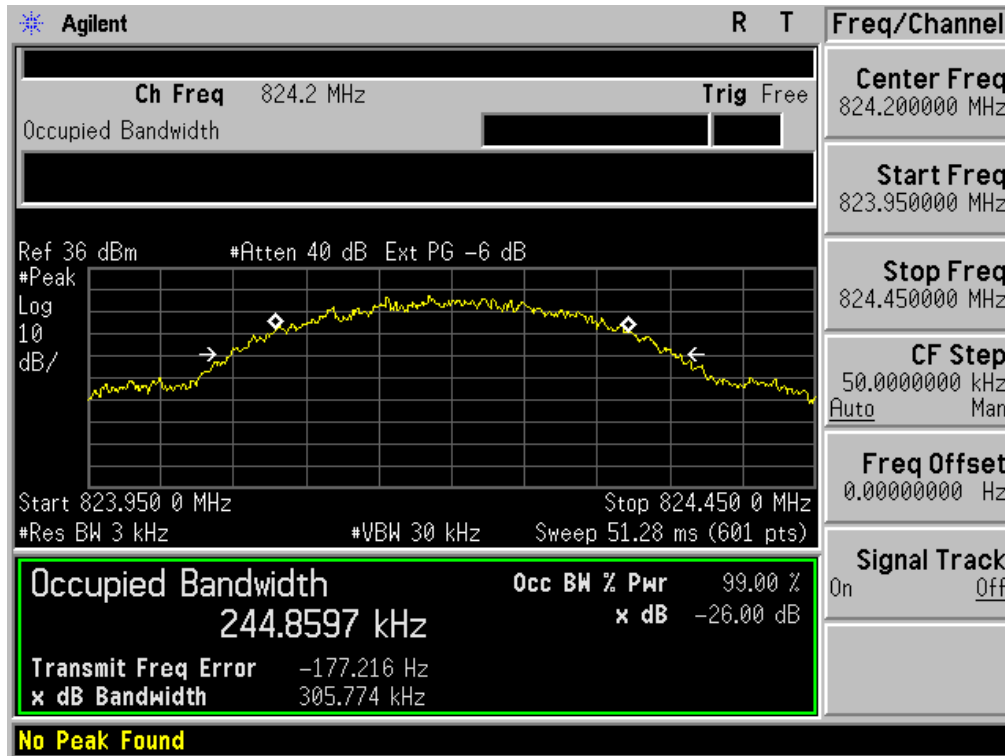 Agilent R T Freq/Channel
Ch Freq 824.2 MHz Trig Free
Occupied Bandwidth
Center Freq
824.200000 MHz
Start Freq
823.950000 MHz
Stop Freq
824.450000 MHz
CF Step
50.0000000 kHz
Auto Man
Freq Offset
0.00000000 Hz
Signal Track
On Off
Ref 36 dBm #Atten 40 dB Ext PG -6 dB
#Peak
Log
10
dB/
Start 823.950 0 MHz Stop 824.450 0 MHz
#Res BW 3 kHz #VBW 30 kHz Sweep 51.28 ms (601 pts)
Occupied Bandwidth Occ BW % Pwr 99.00 %
244.8597 kHz x dB -26.00 dB
Transmit Freq Error -177.216 Hz
x dB Bandwidth 305.774 kHz
No Peak Found